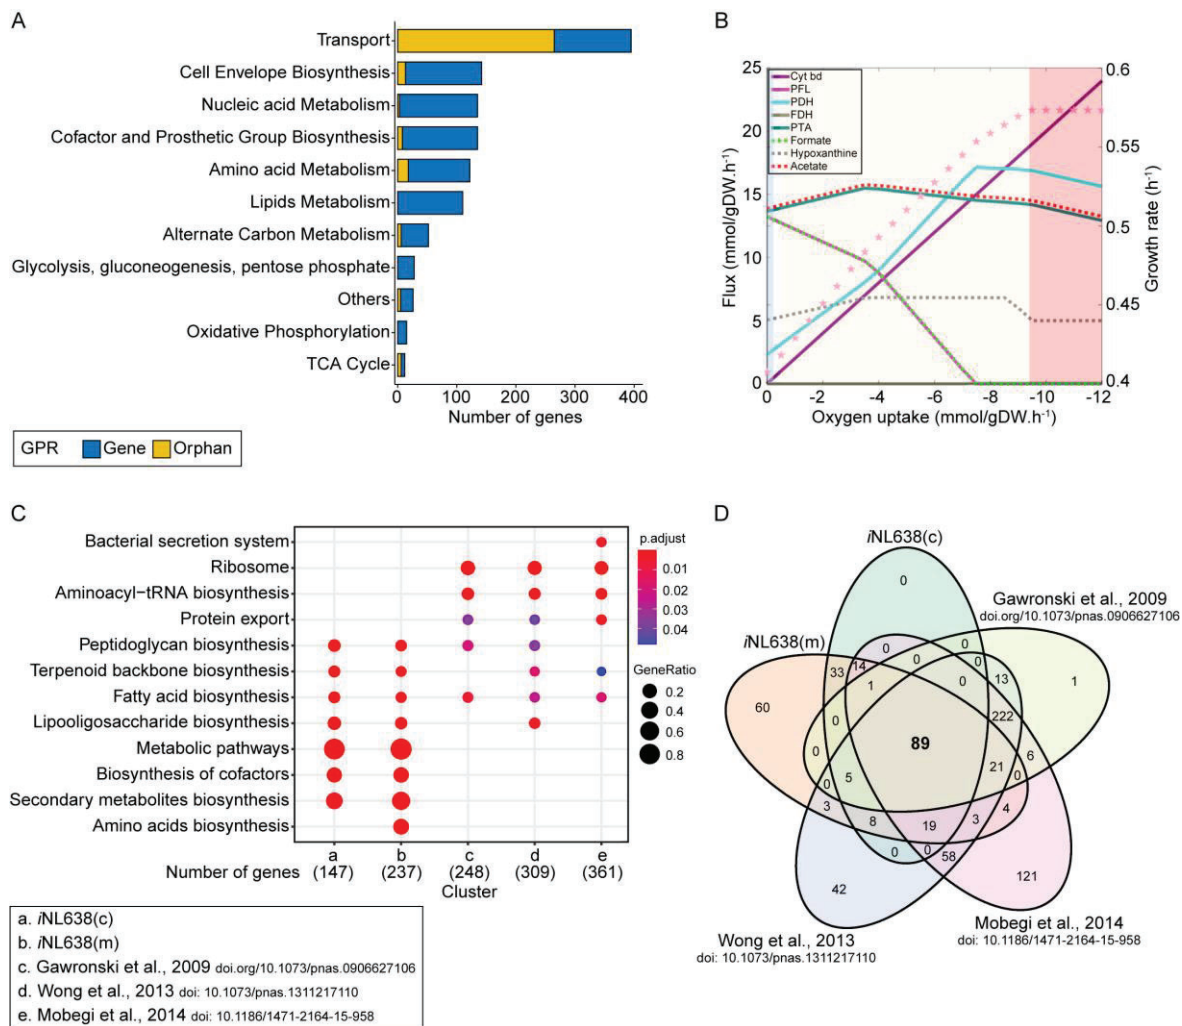 A
Transport
Cell Envelope Biosynthesis
Nucleic acid Metabolism
Cofactor and Prosthetic Group Biosynthesis
Amino acid Metabolism
Lipids Metabolism
Alternate Carbon Metabolism
Glycolysis, gluconeogenesis, pentose phosphate
Others
Oxidative Phosphorylation
TCA Cycle
0 100 200 300 400
Number of genes
GPR Gene Orphan
B
25
20
15
10
5
0
Flux (mmol/gDW.h⁻¹)
Cyt bd
PFL
PDH
FDH
PTA
Formate
Hypoxanthine
Acetate
0.6
0.55
0.5
0.45
0.4
Growth rate (h⁻¹)
0 -2 -4 -6 -8 -10 -12
Oxygen uptake (mmol/gDW.h⁻¹)
C
Bacterial secretion system
Ribosome
Aminoacyl−tRNA biosynthesis
Protein export
Peptidoglycan biosynthesis
Terpenoid backbone biosynthesis
Fatty acid biosynthesis
Lipooligosaccharide biosynthesis
Metabolic pathways
Biosynthesis of cofactors
Secondary metabolites biosynthesis
Amino acids biosynthesis
a b c d e
Number of genes (147) (237) (248) (309) (361)
Cluster
p.adjust
0.01
0.02
0.03
0.04
GeneRatio
0.2
0.4
0.6
0.8
a. iNL638(c)
b. iNL638(m)
c. Gawronski et al., 2009 doi.org/10.1073/pnas.0906627106
d. Wong et al., 2013 doi: 10.1073/pnas.1311217110
e. Mobegi et al., 2014 doi: 10.1186/1471-2164-15-958
D
iNL638(c)
0
Gawronski et al., 2009
doi.org/10.1073/pnas.0906627106
iNL638(m)
0 0 0 0
33 14 1 0 13 1
60 0 222
89
0 6
5 21 0
0
3 4
8 19 3
0 0 58
42 121
Mobegi et al., 2014
doi: 10.1186/1471-2164-15-958
Wong et al., 2013
doi: 10.1073/pnas.1311217110